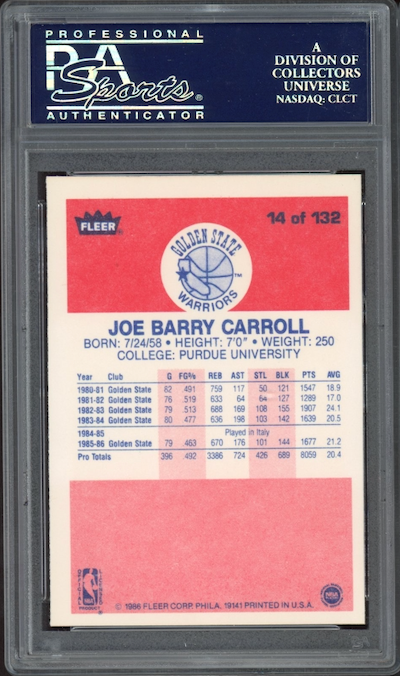 PROFESSIONAL
PSA
Sports®
AUTHENTICATOR
A
DIVISION OF
COLLECTORS
UNIVERSE
NASDAQ: CLCT
FLEER
14 of 132
GOLDEN STATE
WARRIORS
TM
JOE BARRY CARROLL
BORN: 7/24/58 • HEIGHT: 7'0" • WEIGHT: 250
COLLEGE: PURDUE UNIVERSITY
Year Club G FG% REB AST STL BLK PTS AVG
1980-81 Golden State 82 .491 759 117 50 121 1547 18.9
1981-82 Golden State 76 .519 633 64 64 127 1289 17.0
1982-83 Golden State 79 .513 688 169 108 155 1907 24.1
1983-84 Golden State 80 .477 636 198 103 142 1639 20.5
1984-85 Played in Italy
1985-86 Golden State 79 .463 670 176 101 144 1677 21.2
Pro Totals 396 .492 3386 724 426 689 8059 20.4
OFFICIAL
NBA
PRODUCT
© 1986 FLEER CORP. PHILA. 19141 PRINTED IN U.S.A.